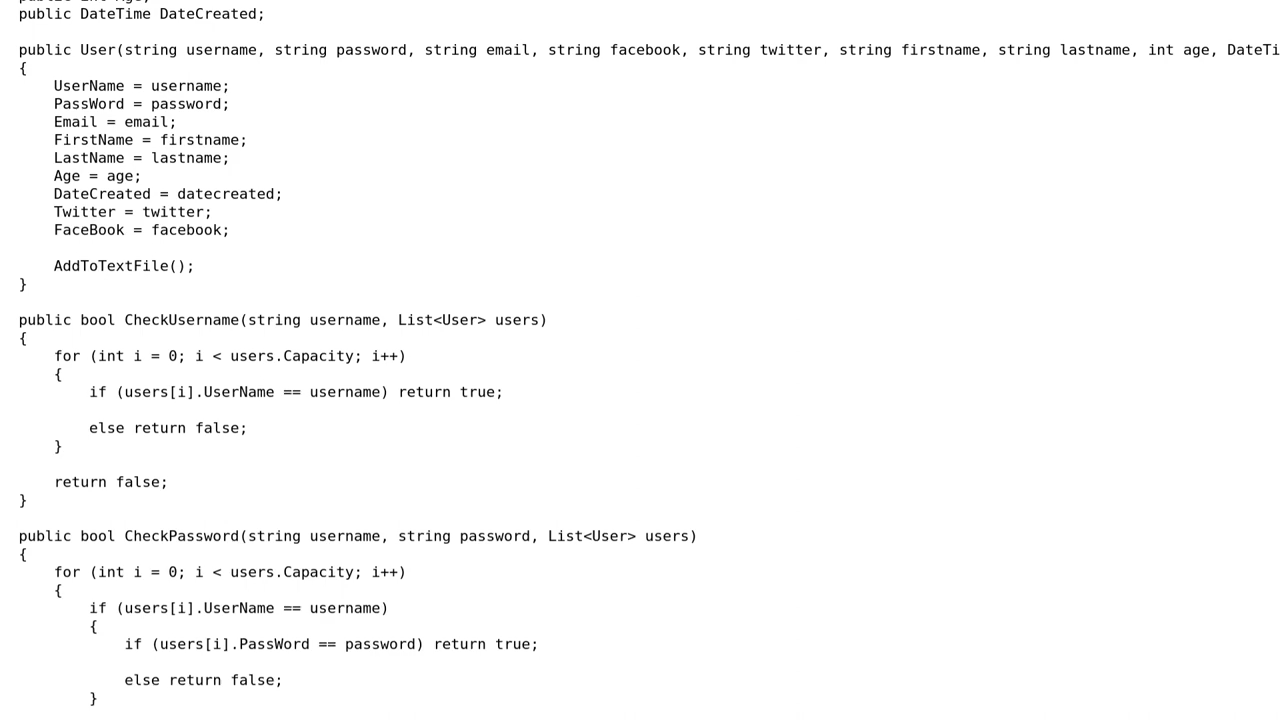 public DateTime DateCreated;
public User(string username, string password, string email, string facebook, string twitter, string firstname, string lastname, int age,
{
UserName = username;
PassWord = password;
Email = email;
FirstName = firstname;
LastName = lastname;
Age = age;
DateCreated = datecreated;
Twitter = twitter;
FaceBook = facebook;
AddToTextFile();
}
public bool CheckUsername(string username, List<User> users)
{
for (int i = 0; i < users.Capacity; i++)
{
if (users[i].UserName == username) return true;
else return false;
}
return false;
}
public bool CheckPassword(string username, string password, List<User> users)
{
for (int i = 0; i < users.Capacity; i++)
{
if (users[i].UserName == username)
{
if (users[i].PassWord == password) return true;
else return false;
}